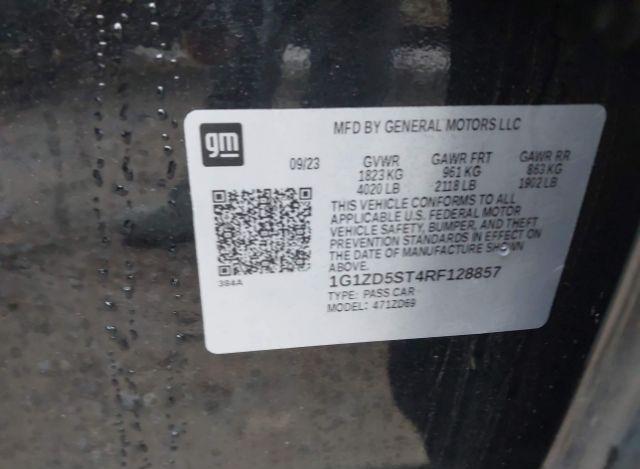 gm
MFD BY GENERAL MOTORS LLC
09/23 GVWR GAWR FRT GAWR RR
1823 KG 961 KG 863 KG
4020 LB 2118 LB 1902 LB
THIS VEHICLE CONFORMS TO ALL
APPLICABLE U.S. FEDERAL MOTOR
VEHICLE SAFETY, BUMPER, AND THEFT
PREVENTION STANDARDS IN EFFECT ON
THE DATE OF MANUFACTURE SHOWN
ABOVE.
384A
1G1ZD5ST4RF128857
TYPE: PASS CAR
MODEL: 471ZD69